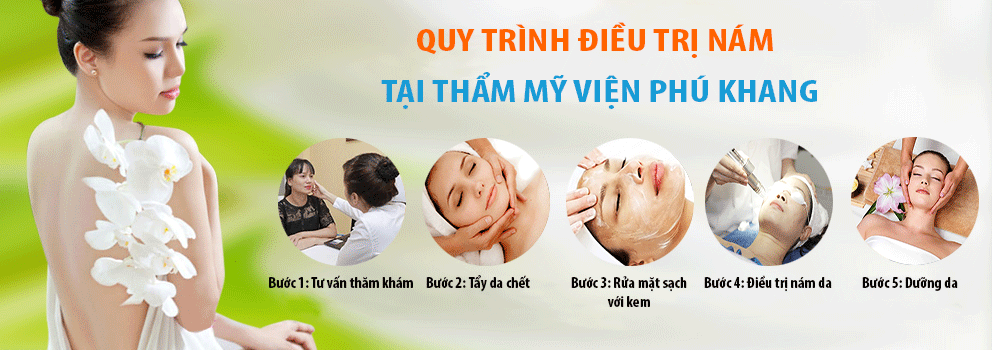 QUY TRÌNH ĐIỀU TRỊ NÁM
TẠI THẨM MỸ VIỆN PHÚ KHANG
Bước 1: Tư vấn thăm khám
Bước 2: Tẩy da chết
Bước 3: Rửa mặt sạch
với kem
Bước 4: Điều trị nám da
Bước 5: Dưỡng da